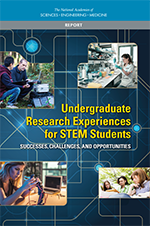 The National Academies of
SCIENCES • ENGINEERING • MEDICINE
REPORT
Undergraduate
Research Experiences
for STEM Students
SUCCESSES, CHALLENGES, AND OPPORTUNITIES